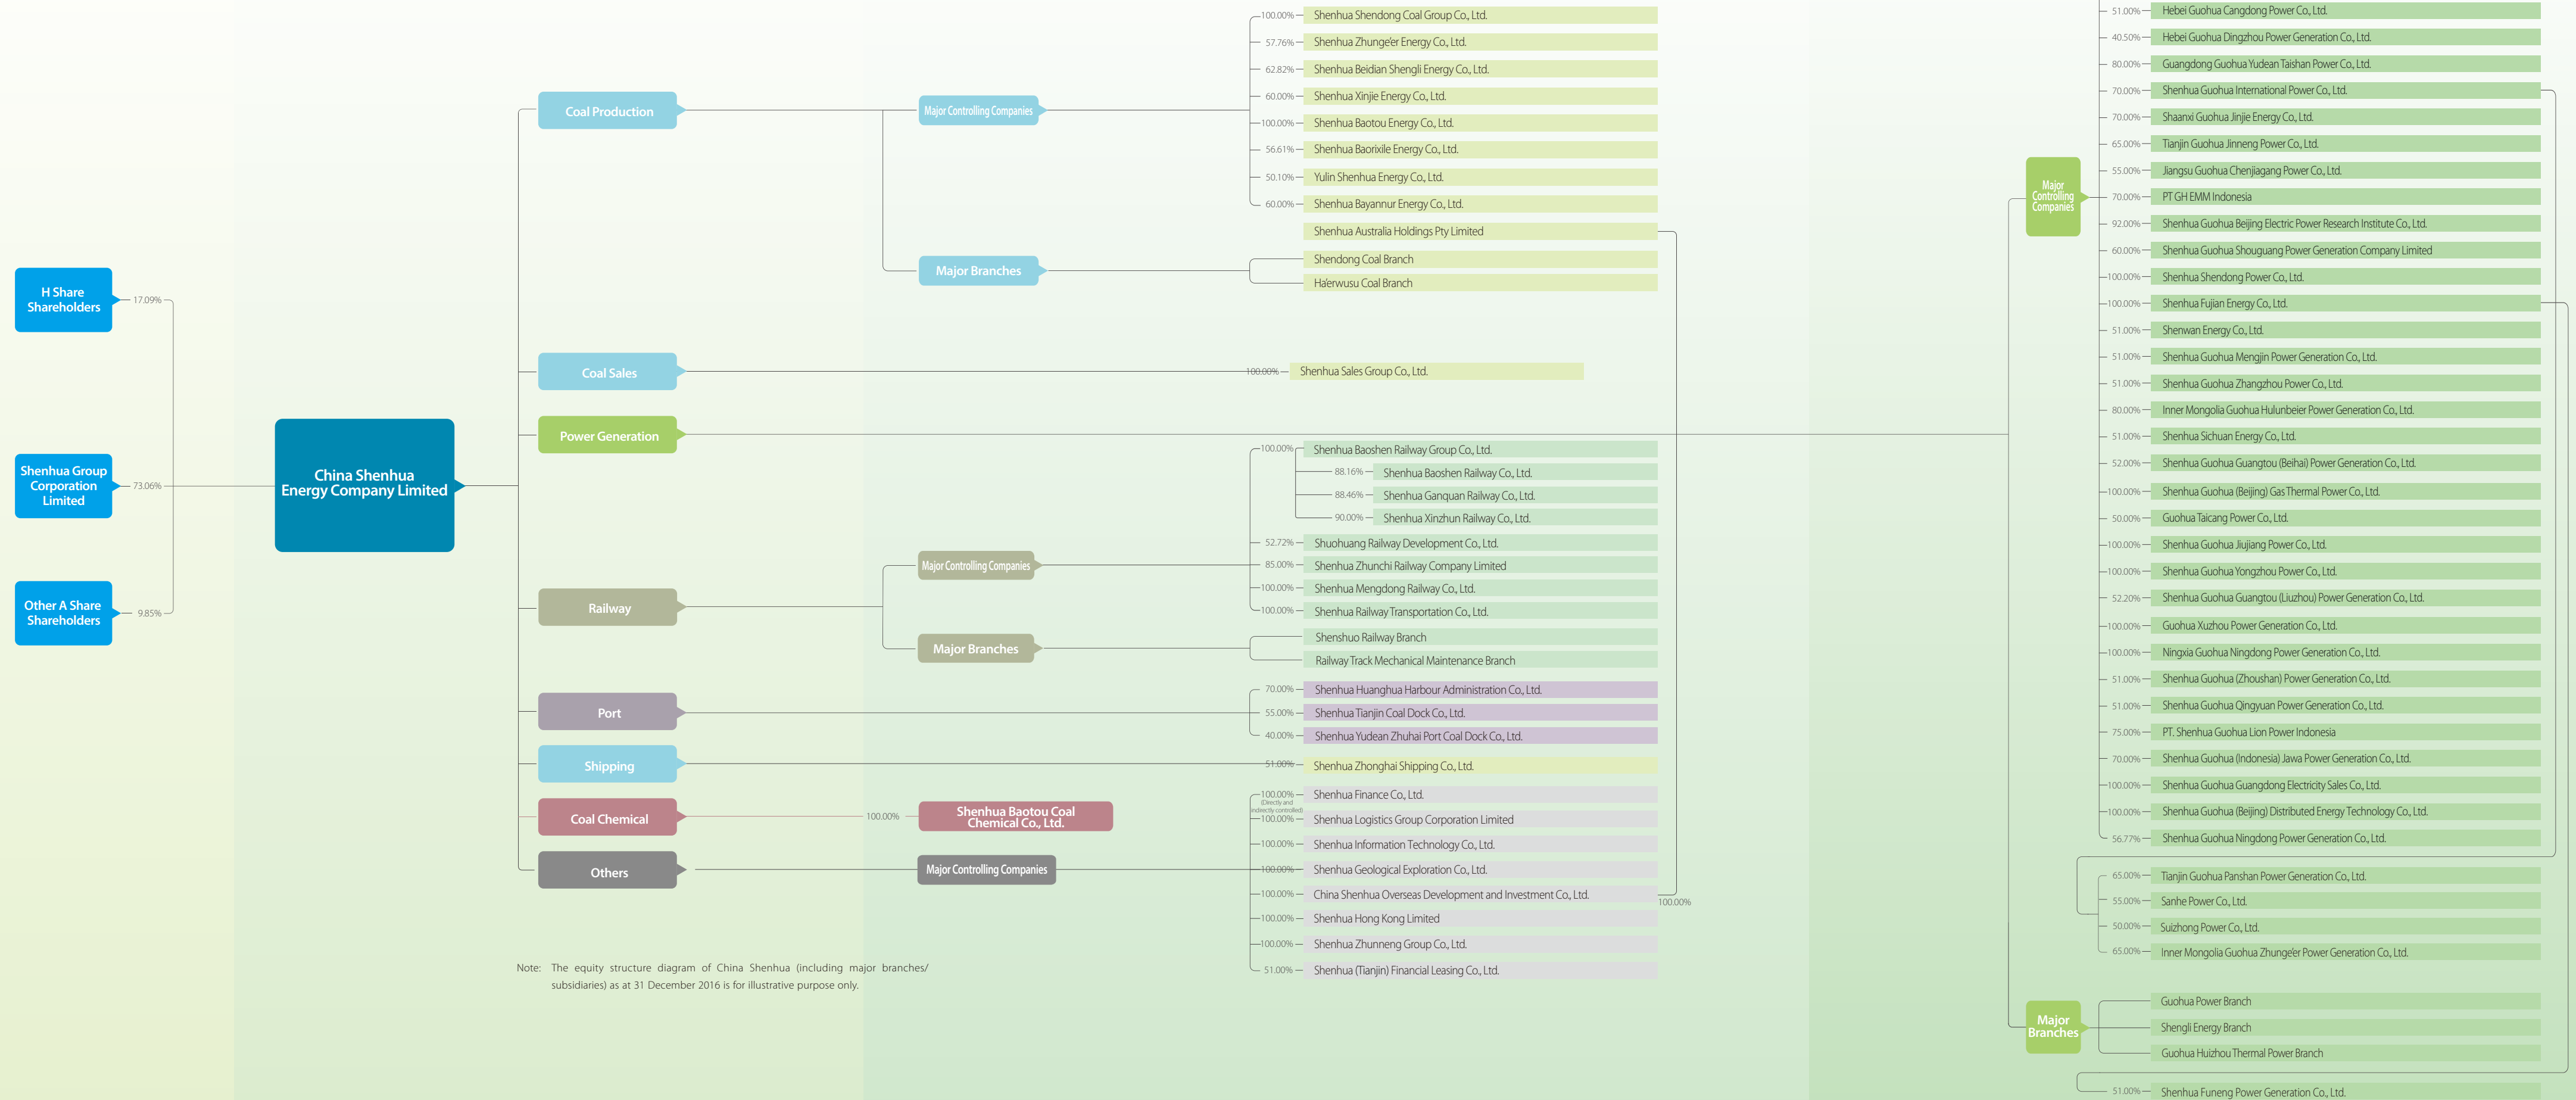 H Share
Shareholders
17.09%
Shenhua Group
Corporation
Limited
73.06%
Other A Share
Shareholders
9.85%
China Shenhua
Energy Company Limited
Coal Production
Major Controlling Companies
100.00% Shenhua Shendong Coal Group Co., Ltd.
57.76% Shenhua Zhunge'er Energy Co., Ltd.
62.82% Shenhua Beidian Shengli Energy Co., Ltd.
60.00% Shenhua Xinjie Energy Co., Ltd.
100.00% Shenhua Baotou Energy Co., Ltd.
56.61% Shenhua Baorixile Energy Co., Ltd.
50.10% Yulin Shenhua Energy Co., Ltd.
60.00% Shenhua Bayannur Energy Co., Ltd.
Shenhua Australia Holdings Pty Limited
Major Branches
Shendong Coal Branch
Ha'erwusu Coal Branch
Coal Sales
100.00% Shenhua Sales Group Co., Ltd.
Power Generation
Railway
Major Controlling Companies
100.00% Shenhua Baoshen Railway Group Co., Ltd.
88.16% Shenhua Baoshen Railway Co., Ltd.
88.46% Shenhua Ganquan Railway Co., Ltd.
90.00% Shenhua Xinzhun Railway Co., Ltd.
52.72% Shuohuang Railway Development Co., Ltd.
85.00% Shenhua Zhunchi Railway Company Limited
100.00% Shenhua Mengdong Railway Co., Ltd.
100.00% Shenhua Railway Transportation Co., Ltd.
Major Branches
Shenshuo Railway Branch
Railway Track Mechanical Maintenance Branch
Port
70.00% Shenhua Huanghua Harbour Administration Co., Ltd.
55.00% Shenhua Tianjin Coal Dock Co., Ltd.
40.00% Shenhua Yudean Zhuhai Port Coal Dock Co., Ltd.
Shipping
51.00% Shenhua Zhonghai Shipping Co., Ltd.
Coal Chemical
100.00%
Shenhua Baotou Coal
Chemical Co., Ltd.
Others
Major Controlling Companies
100.00% Shenhua Finance Co., Ltd.
(Directly and
indirectly controlled)
100.00% Shenhua Logistics Group Corporation Limited
100.00% Shenhua Information Technology Co., Ltd.
100.00% Shenhua Geological Exploration Co., Ltd.
100.00% China Shenhua Overseas Development and Investment Co., Ltd.
100.00%
100.00% Shenhua Hong Kong Limited
100.00% Shenhua Zhunneng Group Co., Ltd.
51.00% Shenhua (Tianjin) Financial Leasing Co., Ltd.
Note: The equity structure diagram of China Shenhua (including major branches/
subsidiaries) as at 31 December 2016 is for illustrative purpose only.
Major
Controlling
Companies
51.00% Hebei Guohua Cangdong Power Co., Ltd.
40.50% Hebei Guohua Dingzhou Power Generation Co., Ltd.
80.00% Guangdong Guohua Yudean Taishan Power Co., Ltd.
70.00% Shenhua Guohua International Power Co., Ltd.
70.00% Shaanxi Guohua Jinjie Energy Co., Ltd.
65.00% Tianjin Guohua Jinneng Power Co., Ltd.
55.00% Jiangsu Guohua Chenjiagang Power Co., Ltd.
70.00% PT GH EMM Indonesia
92.00% Shenhua Guohua Beijing Electric Power Research Institute Co., Ltd.
60.00% Shenhua Guohua Shouguang Power Generation Company Limited
100.00% Shenhua Shendong Power Co., Ltd.
100.00% Shenhua Fujian Energy Co., Ltd.
51.00% Shenwan Energy Co., Ltd.
51.00% Shenhua Guohua Mengjin Power Generation Co., Ltd.
51.00% Shenhua Guohua Zhangzhou Power Co., Ltd.
80.00% Inner Mongolia Guohua Hulunbeier Power Generation Co., Ltd.
51.00% Shenhua Sichuan Energy Co., Ltd.
52.00% Shenhua Guohua Guangtou (Beihai) Power Generation Co., Ltd.
100.00% Shenhua Guohua (Beijing) Gas Thermal Power Co., Ltd.
50.00% Guohua Taicang Power Co., Ltd.
100.00% Shenhua Guohua Jiujiang Power Co., Ltd.
100.00% Shenhua Guohua Yongzhou Power Co., Ltd.
52.20% Shenhua Guohua Guangtou (Liuzhou) Power Generation Co., Ltd.
100.00% Guohua Xuzhou Power Generation Co., Ltd.
100.00% Ningxia Guohua Ningdong Power Generation Co., Ltd.
51.00% Shenhua Guohua (Zhoushan) Power Generation Co., Ltd.
51.00% Shenhua Guohua Qingyuan Power Generation Co., Ltd.
75.00% PT. Shenhua Guohua Lion Power Indonesia
70.00% Shenhua Guohua (Indonesia) Jawa Power Generation Co., Ltd.
100.00% Shenhua Guohua Guangdong Electricity Sales Co., Ltd.
100.00% Shenhua Guohua (Beijing) Distributed Energy Technology Co., Ltd.
56.77% Shenhua Guohua Ningdong Power Generation Co., Ltd.
65.00% Tianjin Guohua Panshan Power Generation Co., Ltd.
55.00% Sanhe Power Co., Ltd.
50.00% Suizhong Power Co., Ltd.
65.00% Inner Mongolia Guohua Zhunge'er Power Generation Co., Ltd.
Major
Branches
Guohua Power Branch
Shengli Energy Branch
Guohua Huizhou Thermal Power Branch
51.00% Shenhua Funeng Power Generation Co., Ltd.